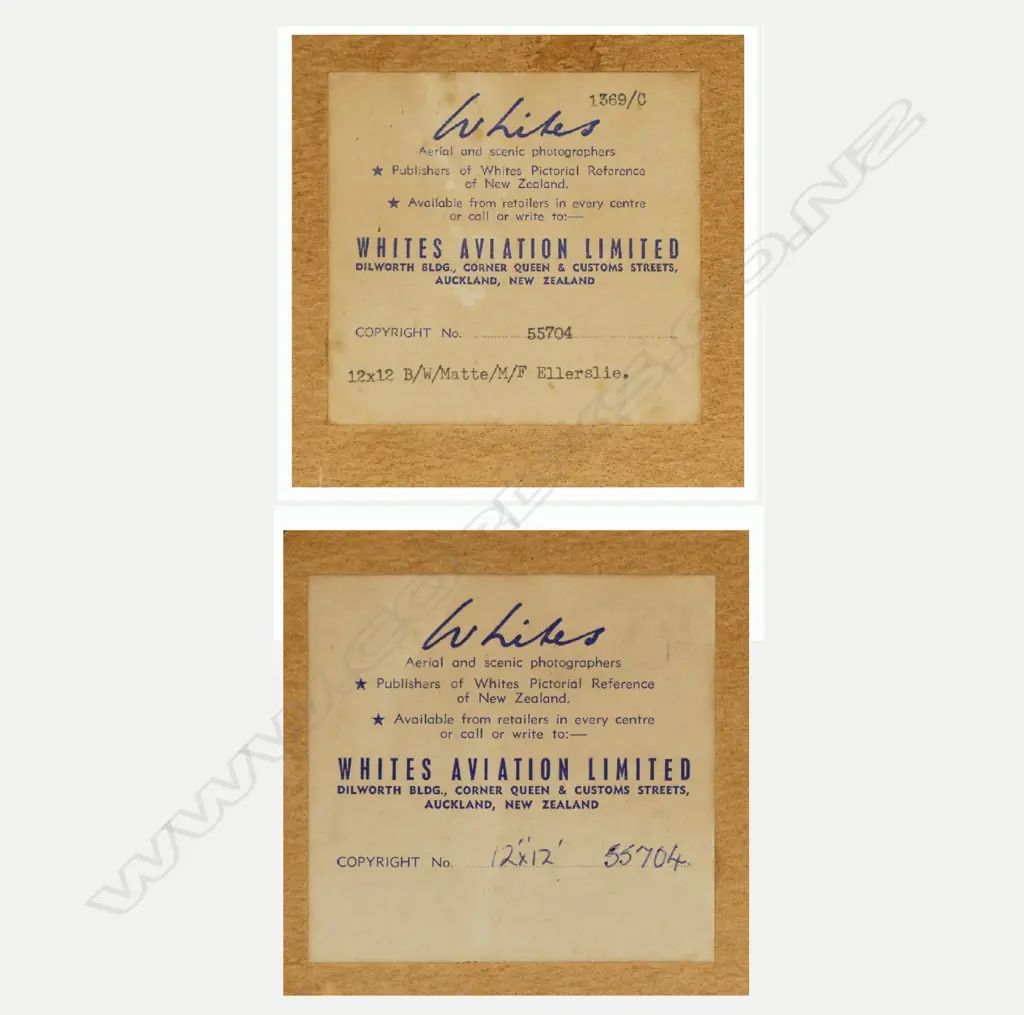 1369/C
Whites
Aerial and scenic photographers
★ Publishers of Whites Pictorial Reference
of New Zealand.
★ Available from retailers in every centre
or call or write to:—
WHITES AVIATION LIMITED
DILWORTH BLDG., CORNER QUEEN & CUSTOMS STREETS,
AUCKLAND, NEW ZEALAND
COPYRIGHT No. 55704
12x12 B/W/Matte/M/F Ellerslie.
Whites
Aerial and scenic photographers
★ Publishers of Whites Pictorial Reference
of New Zealand.
★ Available from retailers in every centre
or call or write to:—
WHITES AVIATION LIMITED
DILWORTH BLDG., CORNER QUEEN & CUSTOMS STREETS,
AUCKLAND, NEW ZEALAND
COPYRIGHT No. 12"x12' 55704.